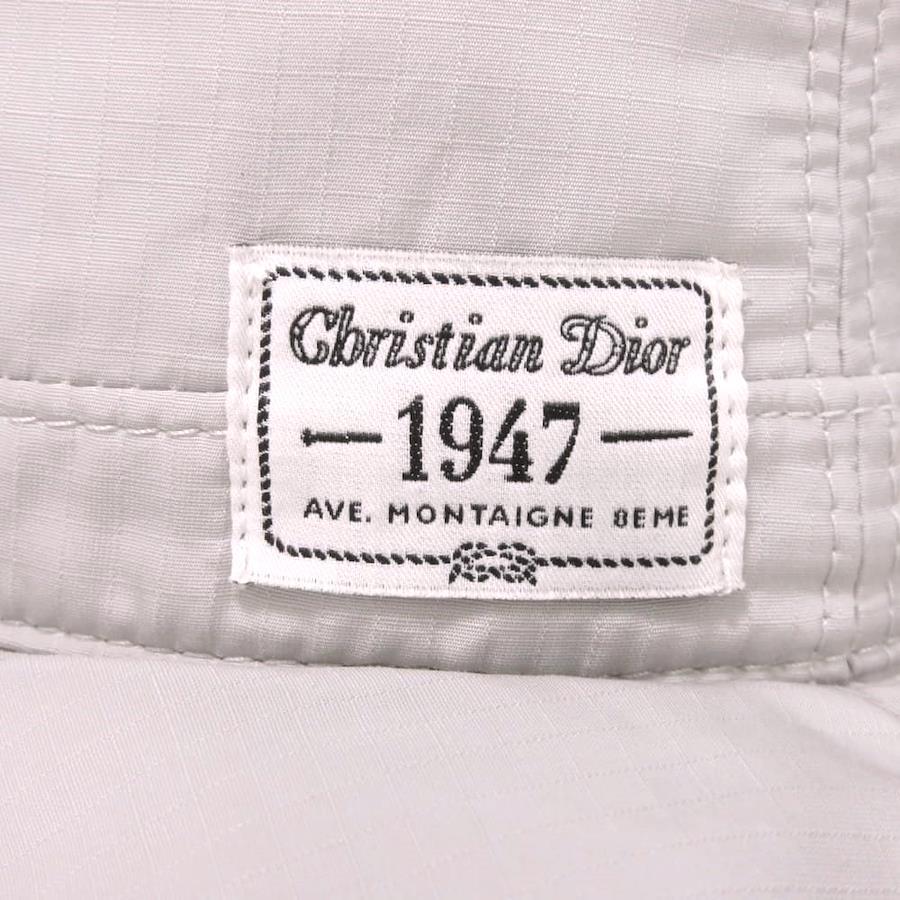 Christian Dior
1947
AVE. MONTAIGNE 8EME